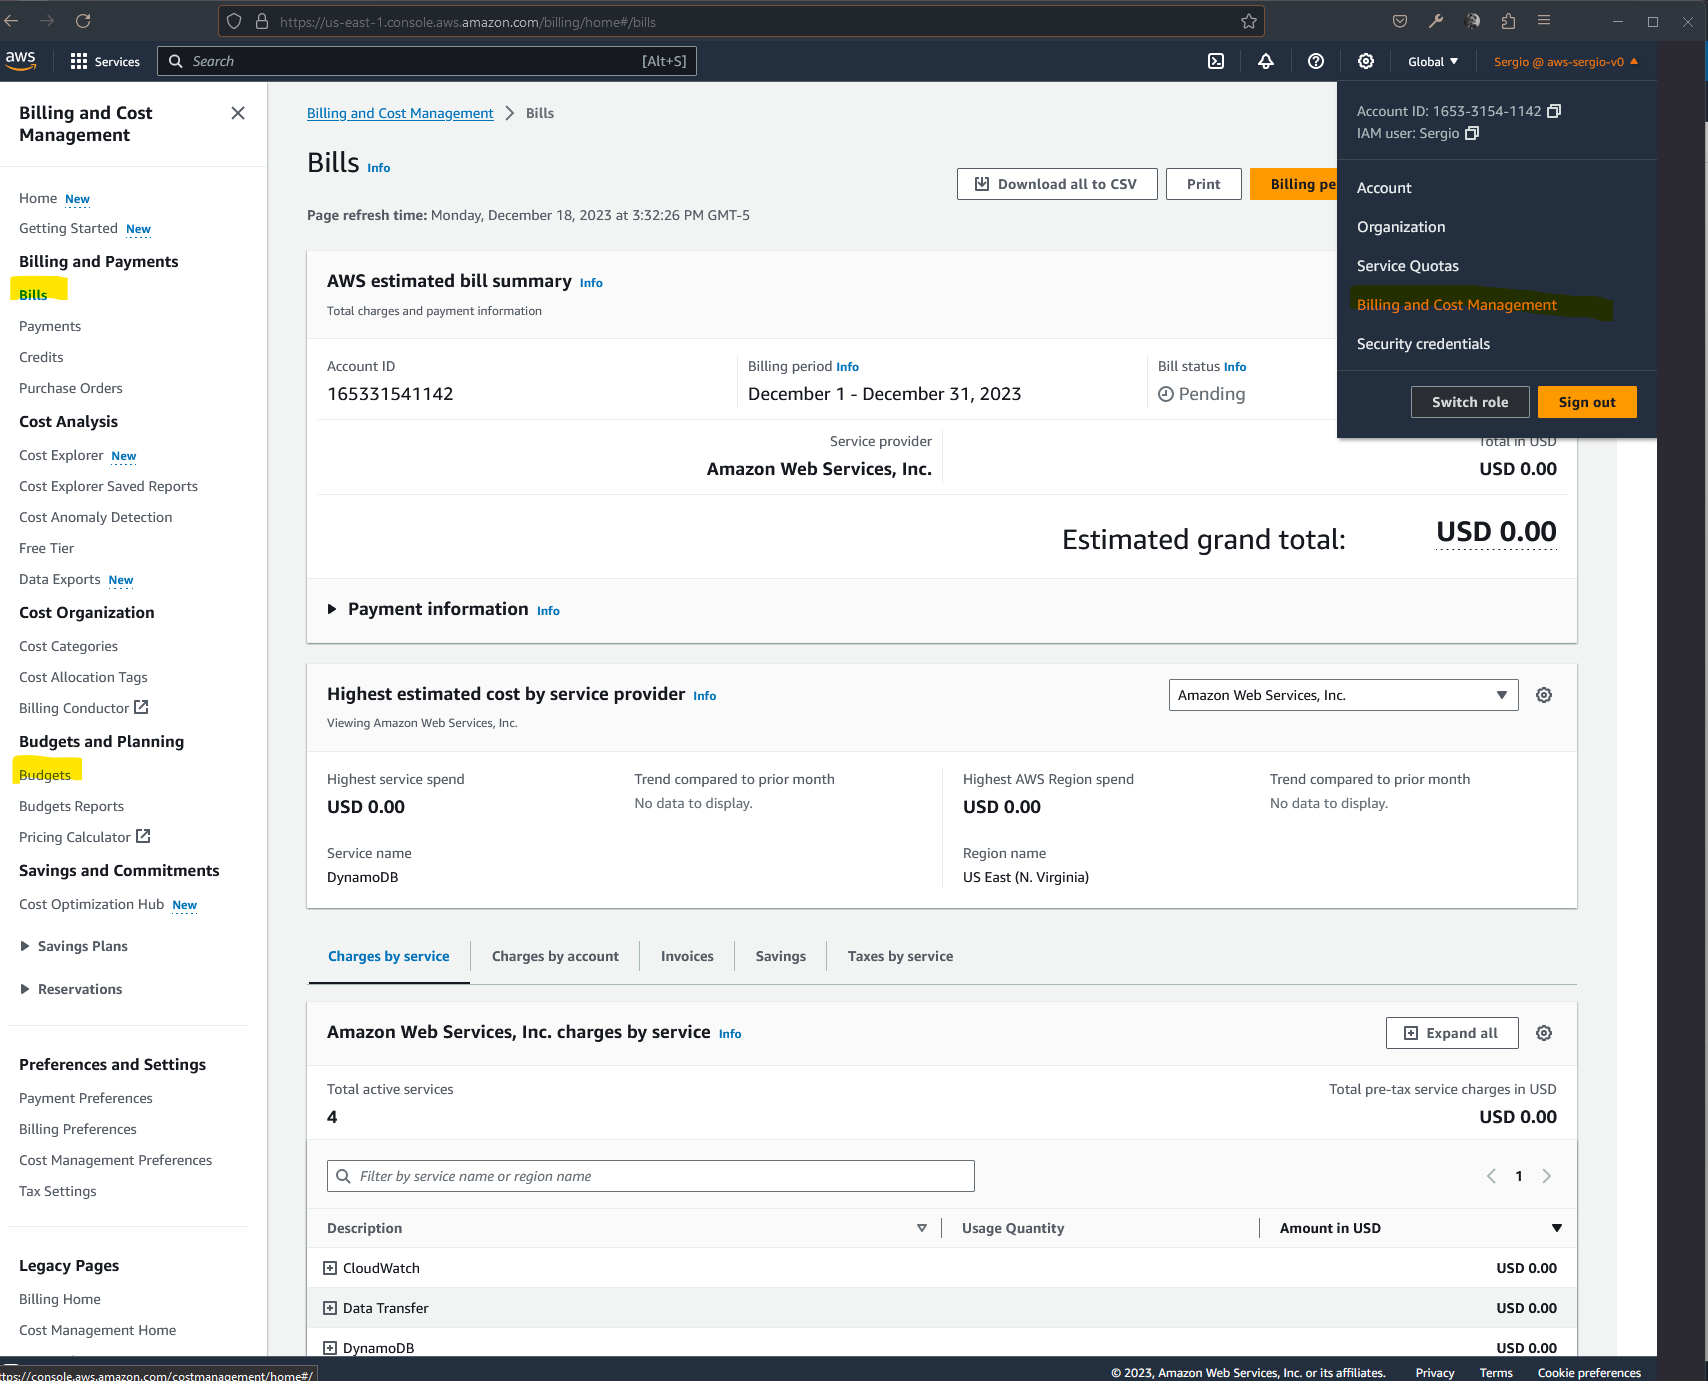 https://us-east-1.console.aws.amazon.com/billing/home#/bills
aws
Services
Search
[Alt+S]
Global
Sergio @ aws-sergio-v0
Account ID: 1653-3154-1142
IAM user: Sergio
Account
Organization
Service Quotas
Billing and Cost Management
Security credentials
Switch role
Sign out
Billing and Cost
Management
Home New
Getting Started New
Billing and Payments
Bills
Payments
Credits
Purchase Orders
Cost Analysis
Cost Explorer New
Cost Explorer Saved Reports
Cost Anomaly Detection
Free Tier
Data Exports New
Cost Organization
Cost Categories
Cost Allocation Tags
Billing Conductor
Budgets and Planning
Budgets
Budgets Reports
Pricing Calculator
Savings and Commitments
Cost Optimization Hub New
Savings Plans
Reservations
Preferences and Settings
Payment Preferences
Billing Preferences
Cost Management Preferences
Tax Settings
Legacy Pages
Billing Home
Cost Management Home
Billing and Cost Management > Bills
Bills Info
Download all to CSV
Print
Billing pe
Page refresh time: Monday, December 18, 2023 at 3:32:26 PM GMT-5
AWS estimated bill summary Info
Total charges and payment information
Account ID
165331541142
Billing period Info
December 1 - December 31, 2023
Bill status Info
Pending
Service provider
Amazon Web Services, Inc.
Total in USD
USD 0.00
Estimated grand total:
USD 0.00
Payment information Info
Highest estimated cost by service provider Info
Viewing Amazon Web Services, Inc.
Amazon Web Services, Inc.
Highest service spend
USD 0.00
Trend compared to prior month
No data to display.
Highest AWS Region spend
USD 0.00
Trend compared to prior month
No data to display.
Service name
DynamoDB
Region name
US East (N. Virginia)
Charges by service
Charges by account
Invoices
Savings
Taxes by service
Amazon Web Services, Inc. charges by service Info
Expand all
Total active services
4
Total pre-tax service charges in USD
USD 0.00
Filter by service name or region name
1
Description
Usage Quantity
Amount in USD
CloudWatch
USD 0.00
Data Transfer
USD 0.00
DynamoDB
USD 0.00
ttps://console.aws.amazon.com/costmanagement/home#/
© 2023, Amazon Web Services, Inc. or its affiliates.
Privacy
Terms
Cookie preferences